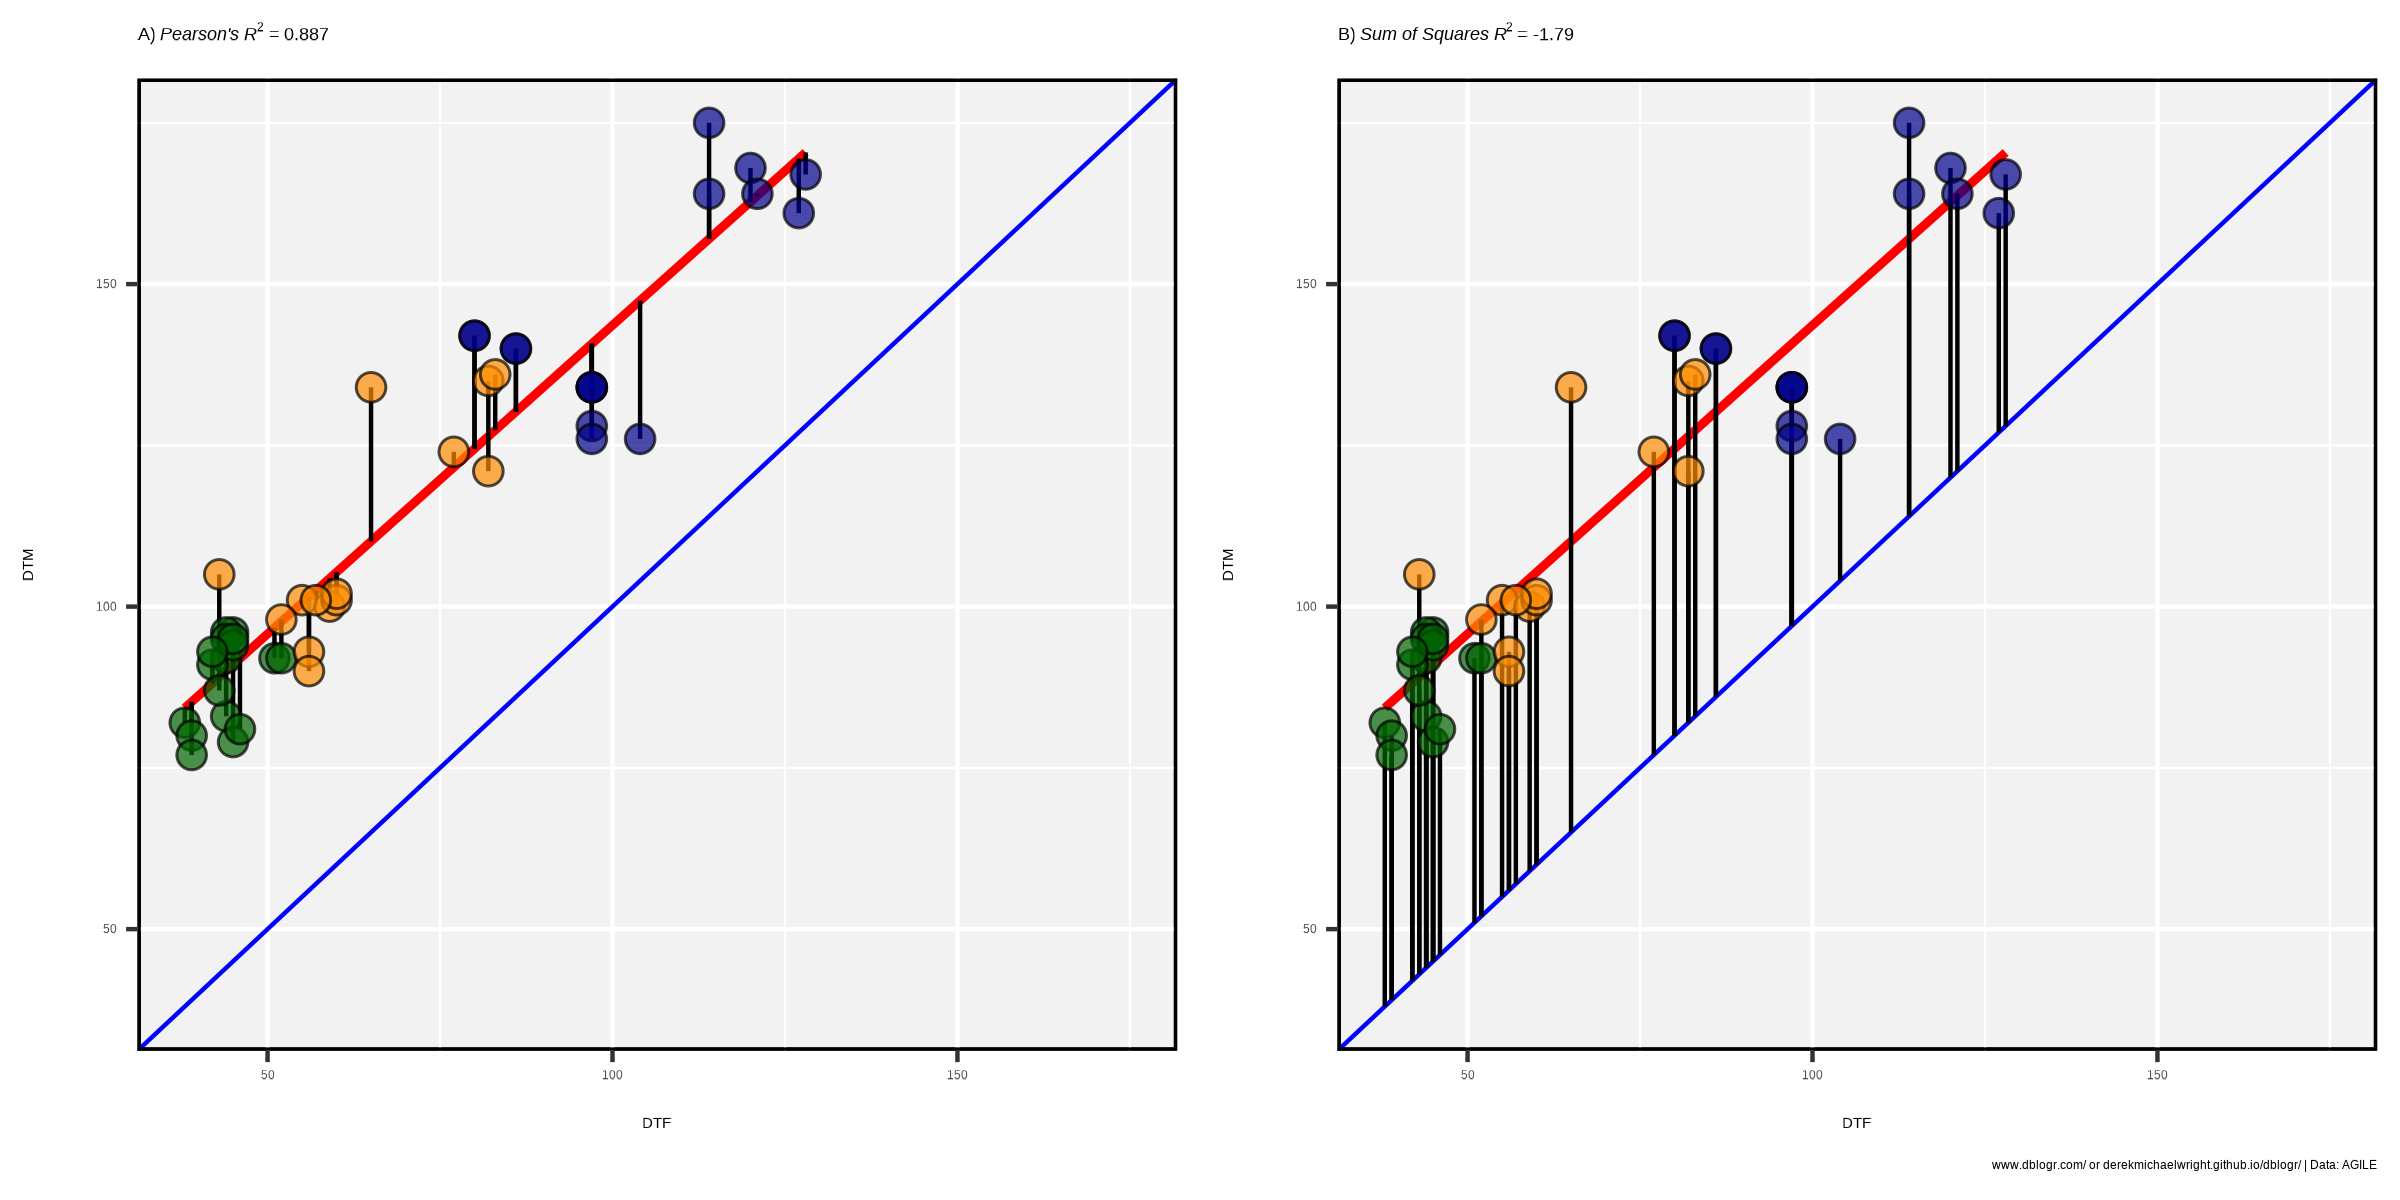 A) Pearson's R² = 0.887
150
100
50
DTM
50 100 150
DTF
B) Sum of Squares R² = -1.79
150
100
50
DTM
50 100 150
DTF
www.dblogr.com/ or derekmichaelwright.github.io/dblogr/ | Data: AGILE